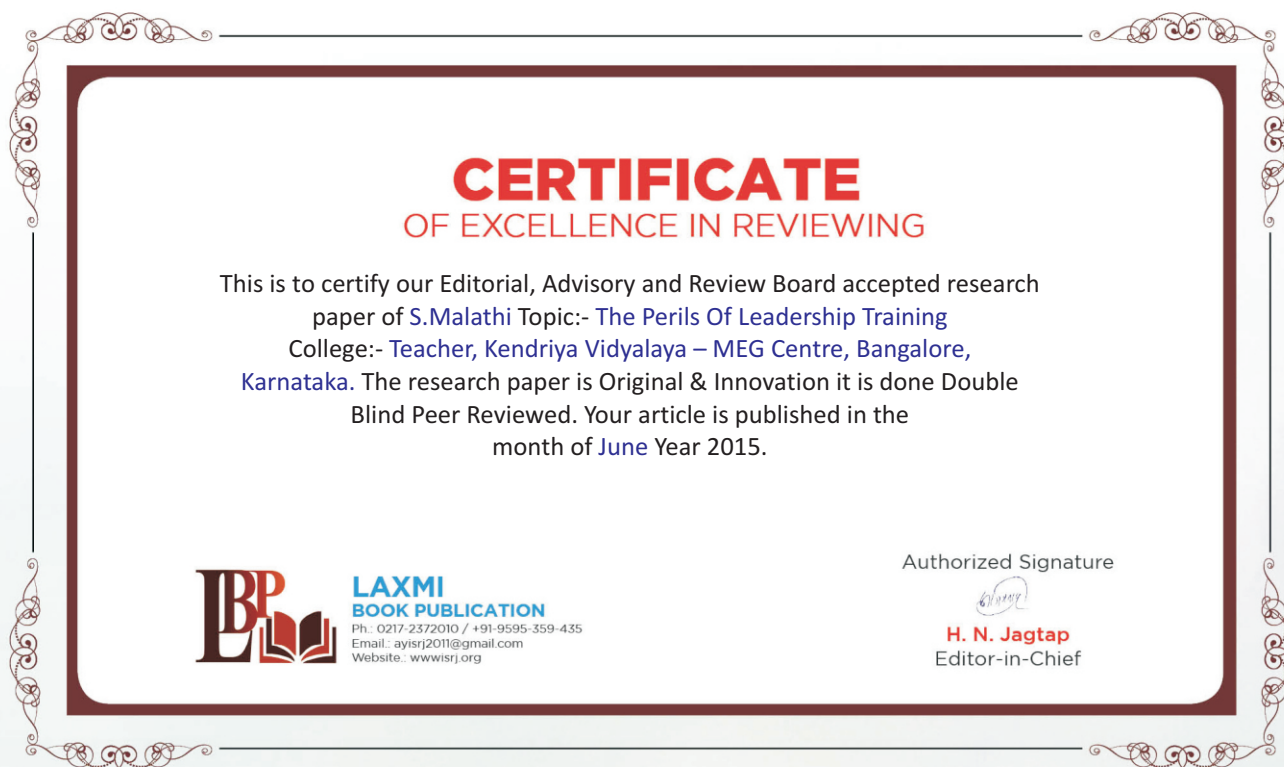 CERTIFICATE
OF EXCELLENCE IN REVIEWING
This is to certify our Editorial, Advisory and Review Board accepted research
paper of S.Malathi Topic:- The Perils Of Leadership Training
College:- Teacher, Kendriya Vidyalaya – MEG Centre, Bangalore,
Karnataka. The research paper is Original & Innovation it is done Double
Blind Peer Reviewed. Your article is published in the
month of June Year 2015.
LBP
LAXMI
BOOK PUBLICATION
Ph.: 0217-2372010 / +91-9595-359-435
Email.: ayisrj2011@gmail.com
Website.: wwwisrj.org
Authorized Signature
H. N. Jagtap
Editor-in-Chief